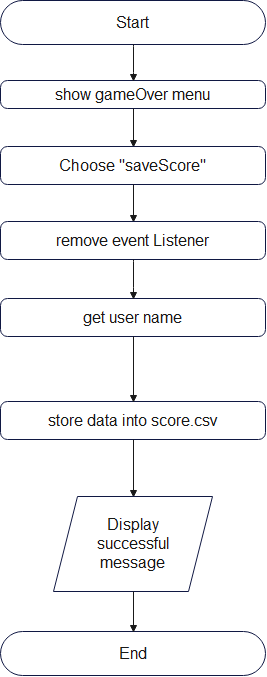 Start
show gameOver menu
Choose "saveScore"
remove event Listener
get user name
store data into score.csv
Display
successful
message
End